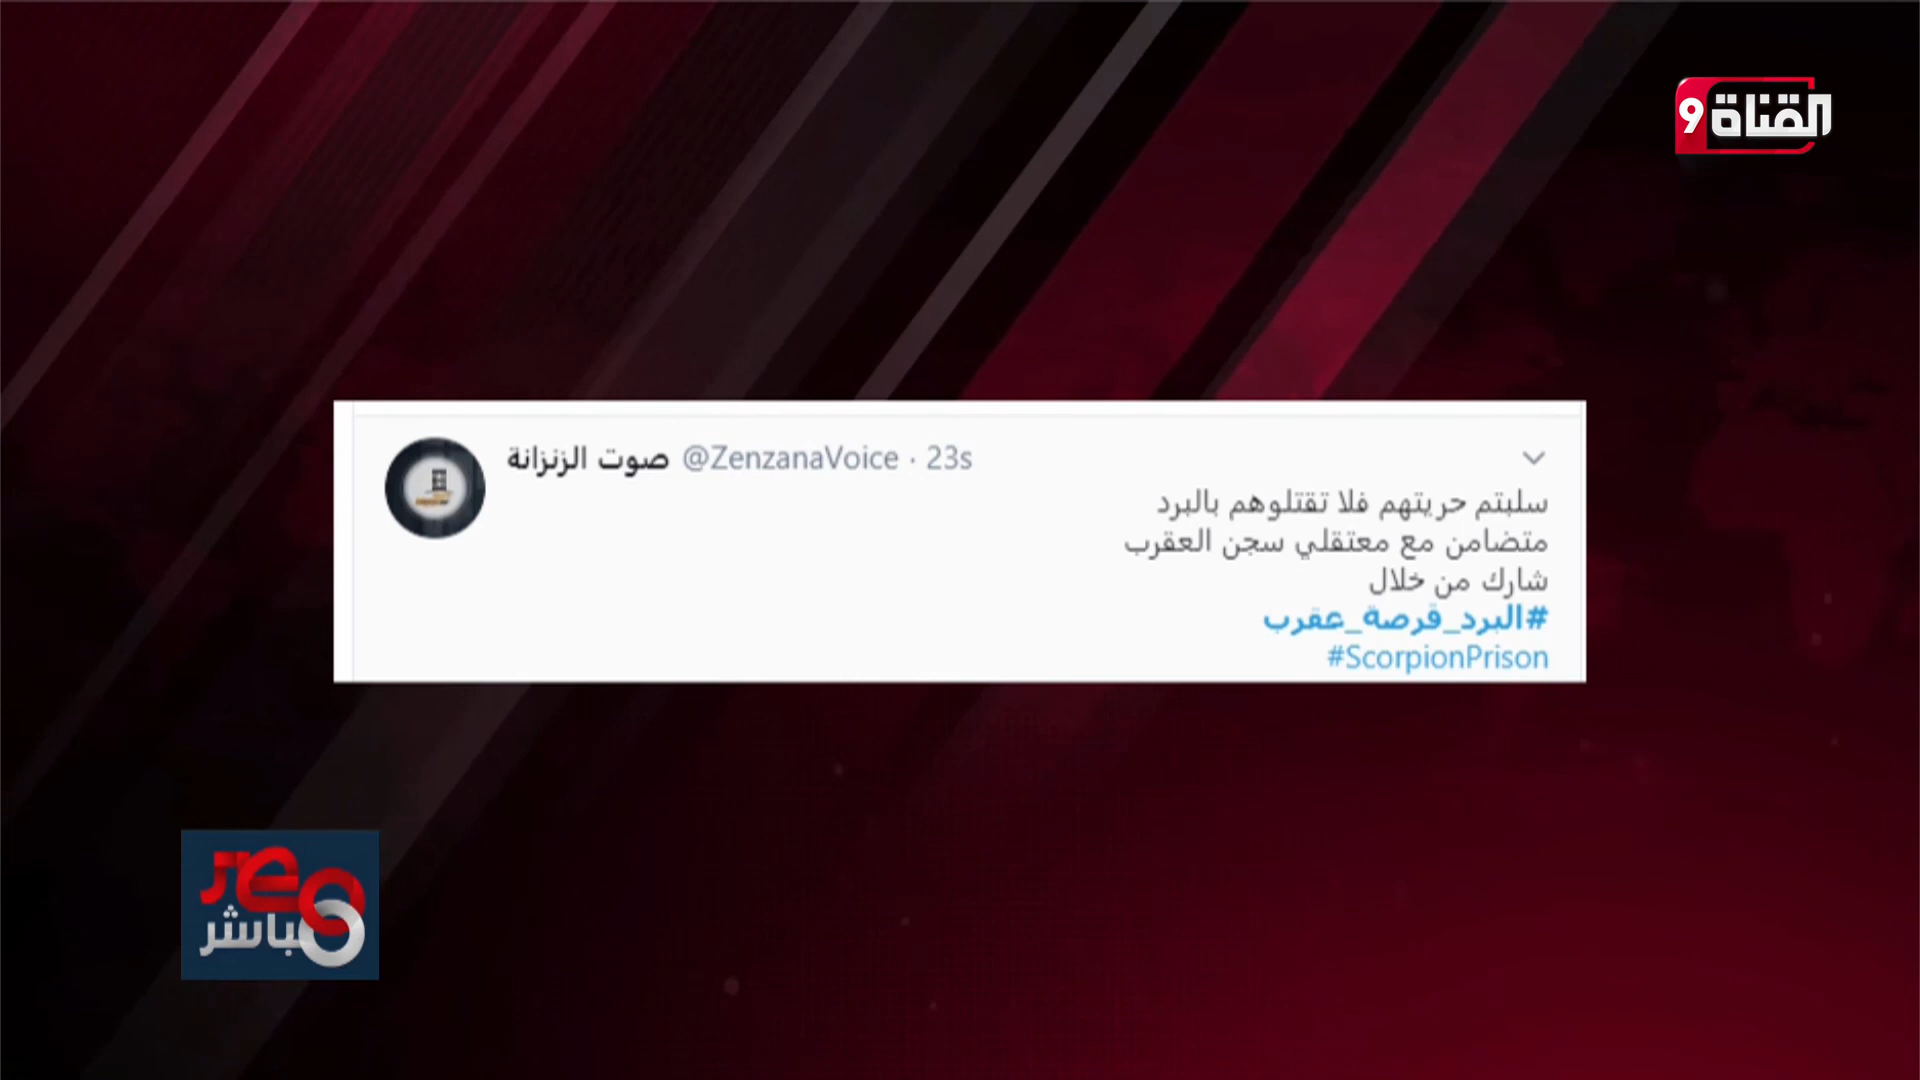 القناة 9
صوت الزنزانة @ZenzanaVoice · 23s
سلبتم حريتهم فلا تقتلوهم بالبرد
متضامن مع معتقلي سجن العقرب
شارك من خلال
#البرد_قرصة_عقرب
#ScorpionPrison
مصر
مباشر